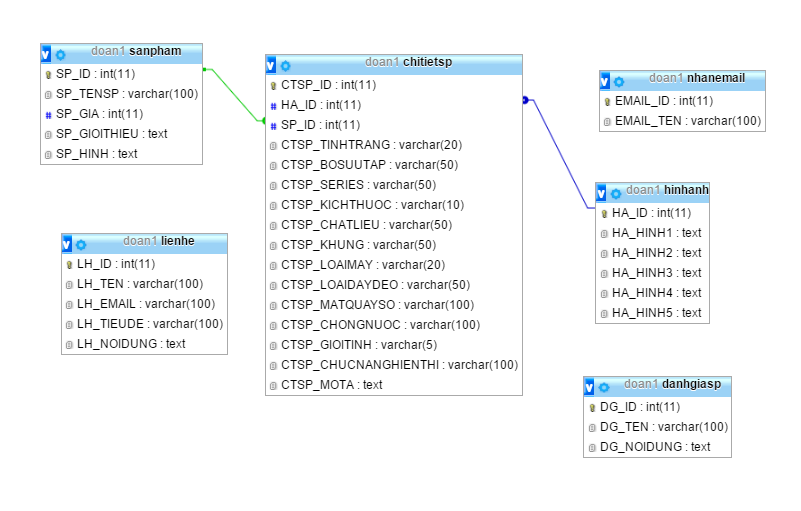 doan1 sanpham
SP_ID : int(11)
SP_TENSP : varchar(100)
SP_GIA : int(11)
SP_GIOITHIEU : text
SP_HINH : text
doan1 chitietsp
CTSP_ID : int(11)
HA_ID : int(11)
SP_ID : int(11)
CTSP_TINHTRANG : varchar(20)
CTSP_BOSUUTAP : varchar(50)
CTSP_SERIES : varchar(50)
CTSP_KICHTHUOC : varchar(10)
CTSP_CHATLIEU : varchar(50)
CTSP_KHUNG : varchar(50)
CTSP_LOAIMAY : varchar(20)
CTSP_LOAIDAYDEO : varchar(50)
CTSP_MATQUAYSO : varchar(100)
CTSP_CHONGNUOC : varchar(100)
CTSP_GIOITINH : varchar(5)
CTSP_CHUCNANGHIENTHI : varchar(100)
CTSP_MOTA : text
doan1 nhanemail
EMAIL_ID : int(11)
EMAIL_TEN : varchar(100)
doan1 hinhanh
HA_ID : int(11)
HA_HINH1 : text
HA_HINH2 : text
HA_HINH3 : text
HA_HINH4 : text
HA_HINH5 : text
doan1 lienhe
LH_ID : int(11)
LH_TEN : varchar(100)
LH_EMAIL : varchar(100)
LH_TIEUDE : varchar(100)
LH_NOIDUNG : text
doan1 danhgiasp
DG_ID : int(11)
DG_TEN : varchar(100)
DG_NOIDUNG : text